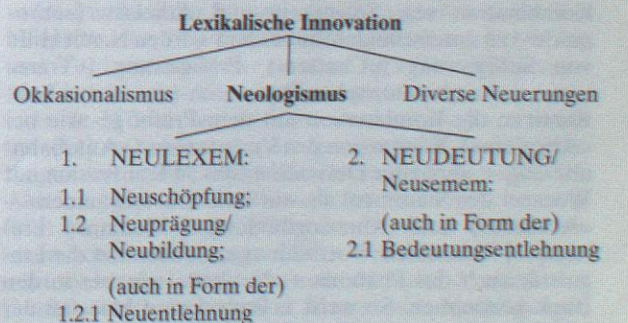 Lexikalische Innovation
Okkasionalismus Neologismus Diverse Neuerungen
1. NEULEXEM:
1.1 Neuschöpfung;
1.2 Neuprägung/
Neubildung;
(auch in Form der)
1.2.1 Neuentlehnung
2. NEUDEUTUNG/
Neusemem:
(auch in Form der)
2.1 Bedeutungsentlehnung